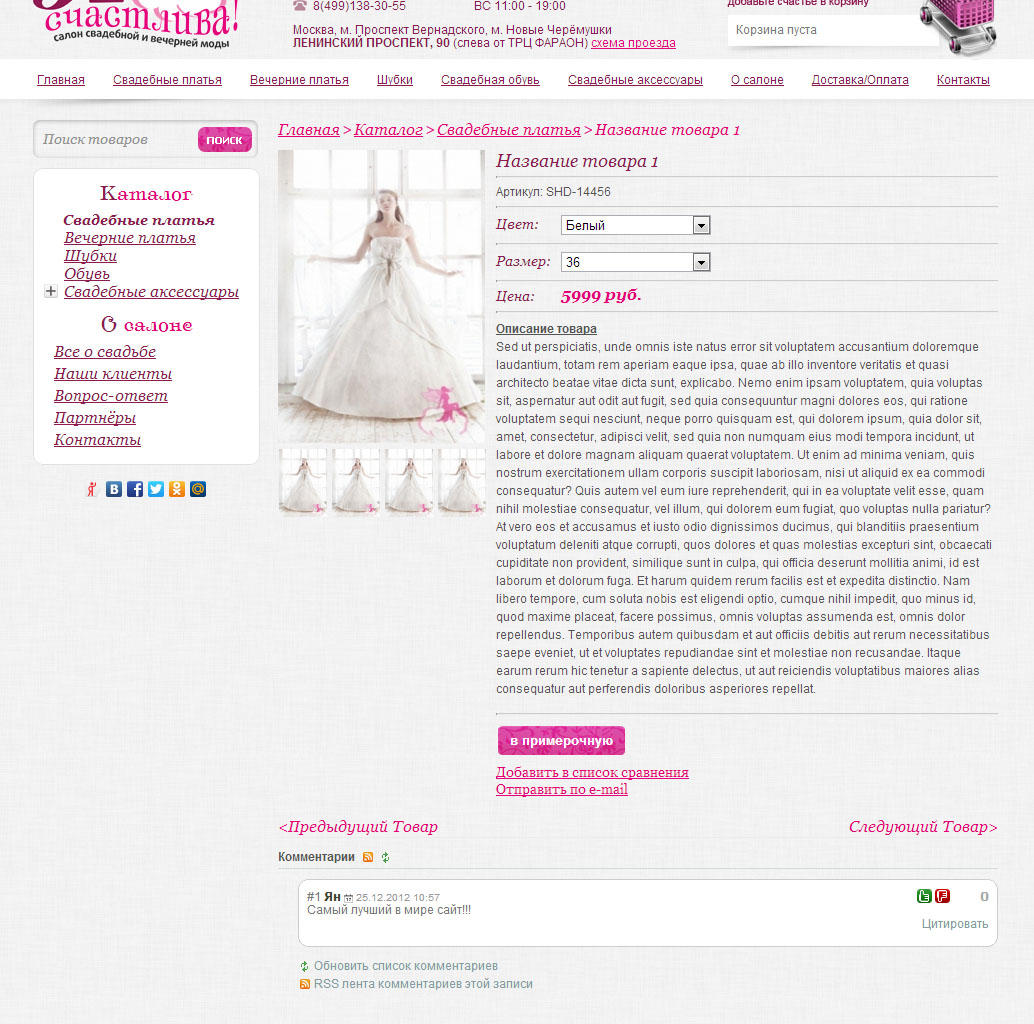 счастлива!
салон свадебной и вечерней моды
8(499)138-30-55 ВС 11:00 - 19:00
Москва, м. Проспект Вернадского, м. Новые Черёмушки
ЛЕНИНСКИЙ ПРОСПЕКТ, 90 (слева от ТРЦ ФАРАОН) схема проезда
добавьте счастье в корзину
Корзина пуста
Главная Свадебные платья Вечерние платья Шубки Свадебная обувь Свадебные аксессуары О салоне Доставка/Оплата Контакты
Поиск товаров ПОИСК
Каталог
Свадебные платья
Вечерние платья
Шубки
Обувь
Свадебные аксессуары
О салоне
Все о свадьбе
Наши клиенты
Вопрос-ответ
Партнёры
Контакты
Главная > Каталог > Свадебные платья > Название товара 1
Название товара 1
Артикул: SHD-14456
Цвет: Белый
Размер: 36
Цена: 5999 руб.
Описание товара
Sed ut perspiciatis, unde omnis iste natus error sit voluptatem accusantium doloremque
laudantium, totam rem aperiam eaque ipsa, quae ab illo inventore veritatis et quasi
architecto beatae vitae dicta sunt, explicabo. Nemo enim ipsam voluptatem, quia voluptas
sit, aspernatur aut odit aut fugit, sed quia consequuntur magni dolores eos, qui ratione
voluptatem sequi nesciunt, neque porro quisquam est, qui dolorem ipsum, quia dolor sit,
amet, consectetur, adipisci velit, sed quia non numquam eius modi tempora incidunt, ut
labore et dolore magnam aliquam quaerat voluptatem. Ut enim ad minima veniam, quis
nostrum exercitationem ullam corporis suscipit laboriosam, nisi ut aliquid ex ea commodi
consequatur? Quis autem vel eum iure reprehenderit, qui in ea voluptate velit esse, quam
nihil molestiae consequatur, vel illum, qui dolorem eum fugiat, quo voluptas nulla pariatur?
At vero eos et accusamus et iusto odio dignissimos ducimus, qui blanditiis praesentium
voluptatum deleniti atque corrupti, quos dolores et quas molestias excepturi sint, obcaecati
cupiditate non provident, similique sunt in culpa, qui officia deserunt mollitia animi, id est
laborum et dolorum fuga. Et harum quidem rerum facilis est et expedita distinctio. Nam
libero tempore, cum soluta nobis est eligendi optio, cumque nihil impedit, quo minus id,
quod maxime placeat, facere possimus, omnis voluptas assumenda est, omnis dolor
repellendus. Temporibus autem quibusdam et aut officiis debitis aut rerum necessitatibus
saepe eveniet, ut et voluptates repudiandae sint et molestiae non recusandae. Itaque
earum rerum hic tenetur a sapiente delectus, ut aut reiciendis voluptatibus maiores alias
consequatur aut perferendis doloribus asperiores repellat.
в примерочную
Добавить в список сравнения
Отправить по e-mail
<Предыдущий Товар Следующий Товар>
Комментарии
#1 Ян 25.12.2012 10:57 0
Самый лучший в мире сайт!!!
Цитировать
Обновить список комментариев
RSS лента комментариев этой записи